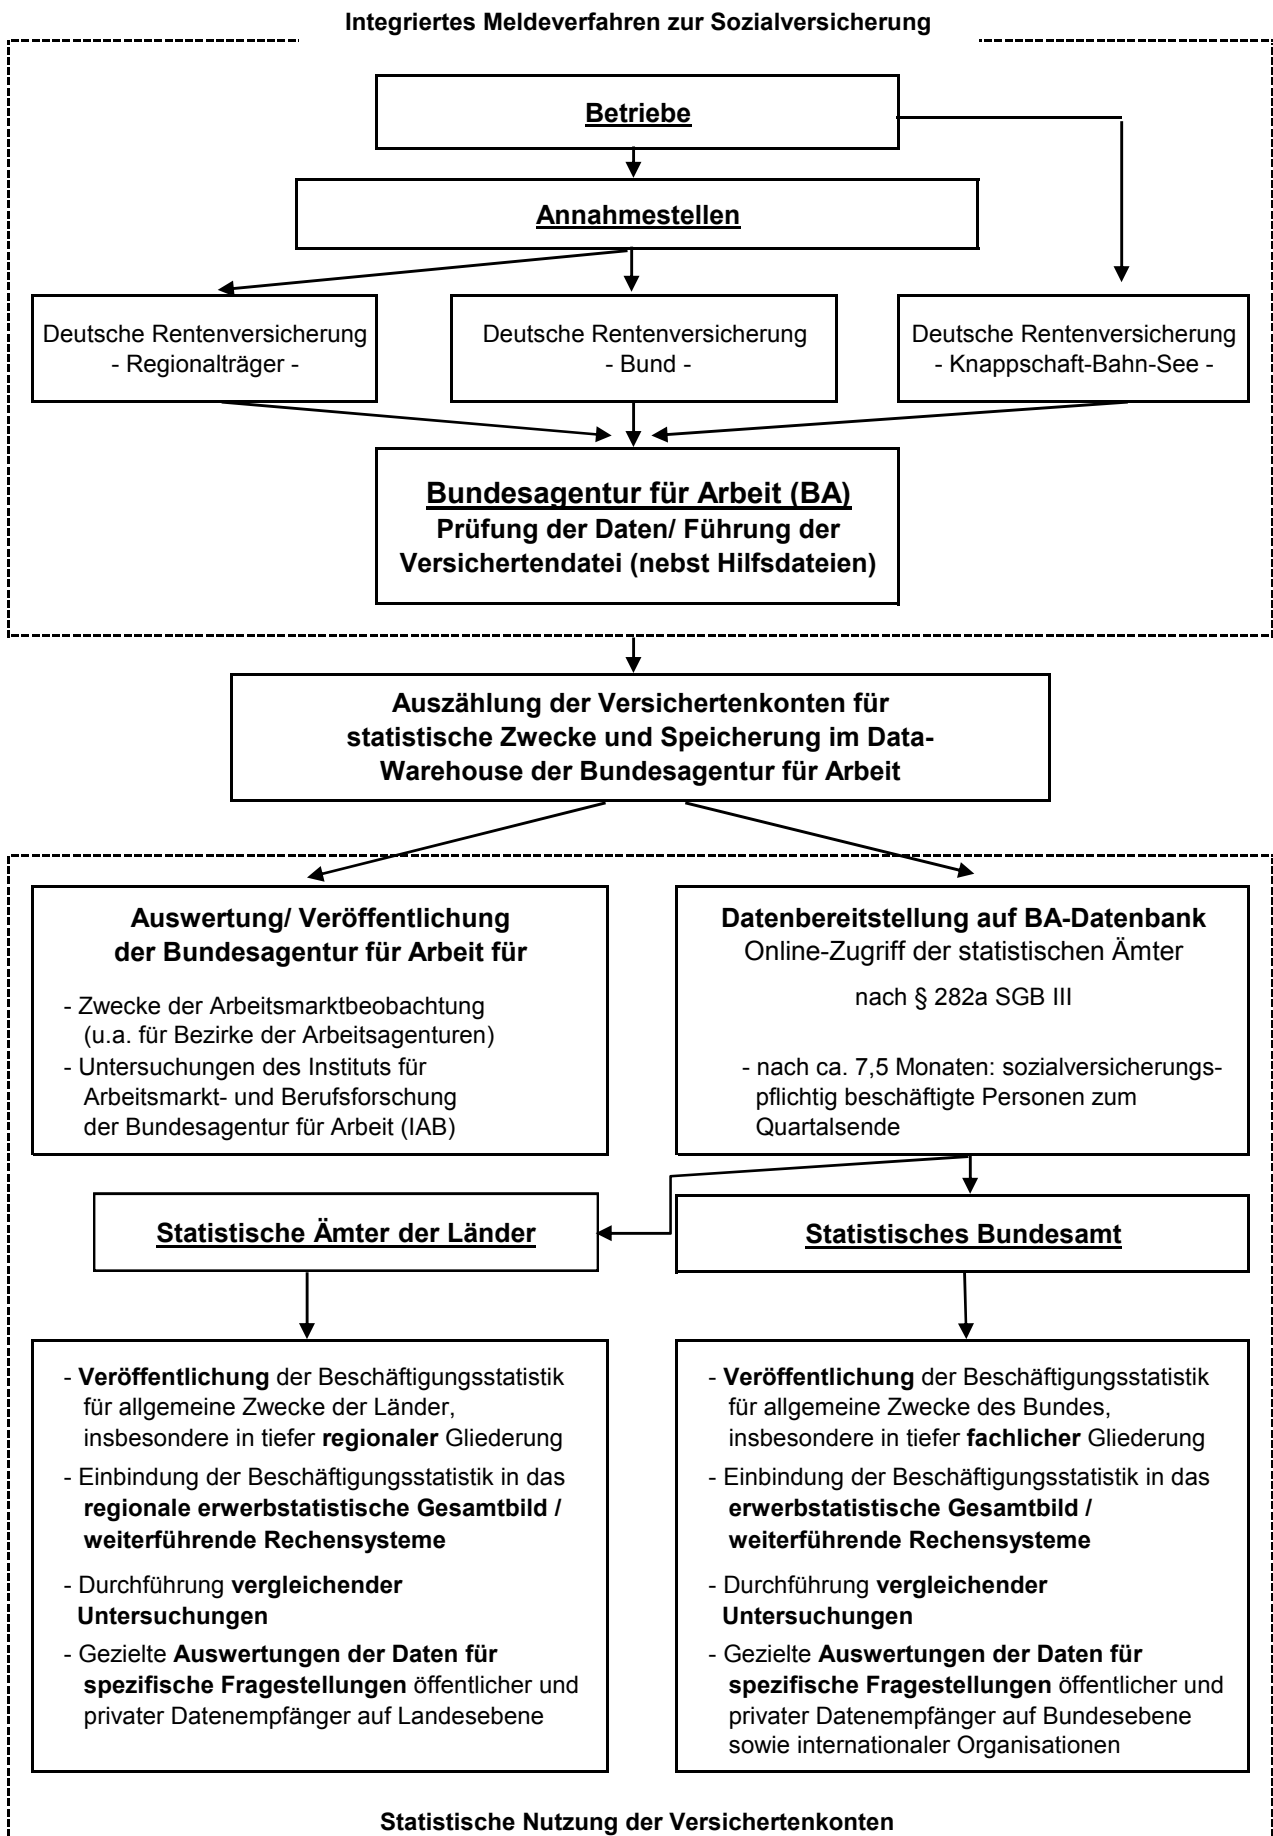 Integriertes Meldeverfahren zur Sozialversicherung
Betriebe
Annahmestellen
Deutsche Rentenversicherung
- Regionalträger -
Deutsche Rentenversicherung
- Bund -
Deutsche Rentenversicherung
- Knappschaft-Bahn-See -
Bundesagentur für Arbeit (BA)
Prüfung der Daten/ Führung der
Versichertendatei (nebst Hilfsdateien)
Auszählung der Versichertenkonten für
statistische Zwecke und Speicherung im Data-
Warehouse der Bundesagentur für Arbeit
Auswertung/ Veröffentlichung
der Bundesagentur für Arbeit für
- Zwecke der Arbeitsmarktbeobachtung
(u.a. für Bezirke der Arbeitsagenturen)
- Untersuchungen des Instituts für
Arbeitsmarkt- und Berufsforschung
der Bundesagentur für Arbeit (IAB)
Datenbereitstellung auf BA-Datenbank
Online-Zugriff der statistischen Ämter
nach § 282a SGB III
- nach ca. 7,5 Monaten: sozialversicherungs-
pflichtig beschäftigte Personen zum
Quartalsende
Statistische Ämter der Länder
Statistisches Bundesamt
- Veröffentlichung der Beschäftigungsstatistik
für allgemeine Zwecke der Länder,
insbesondere in tiefer regionaler Gliederung
- Einbindung der Beschäftigungsstatistik in das
regionale erwerbstatistische Gesamtbild /
weiterführende Rechensysteme
- Durchführung vergleichender
Untersuchungen
- Gezielte Auswertungen der Daten für
spezifische Fragestellungen öffentlicher und
privater Datenempfänger auf Landesebene
- Veröffentlichung der Beschäftigungsstatistik
für allgemeine Zwecke des Bundes,
insbesondere in tiefer fachlicher Gliederung
- Einbindung der Beschäftigungsstatistik in das
erwerbstatistische Gesamtbild /
weiterführende Rechensysteme
- Durchführung vergleichender
Untersuchungen
- Gezielte Auswertungen der Daten für
spezifische Fragestellungen öffentlicher und
privater Datenempfänger auf Bundesebene
sowie internationaler Organisationen
Statistische Nutzung der Versichertenkonten